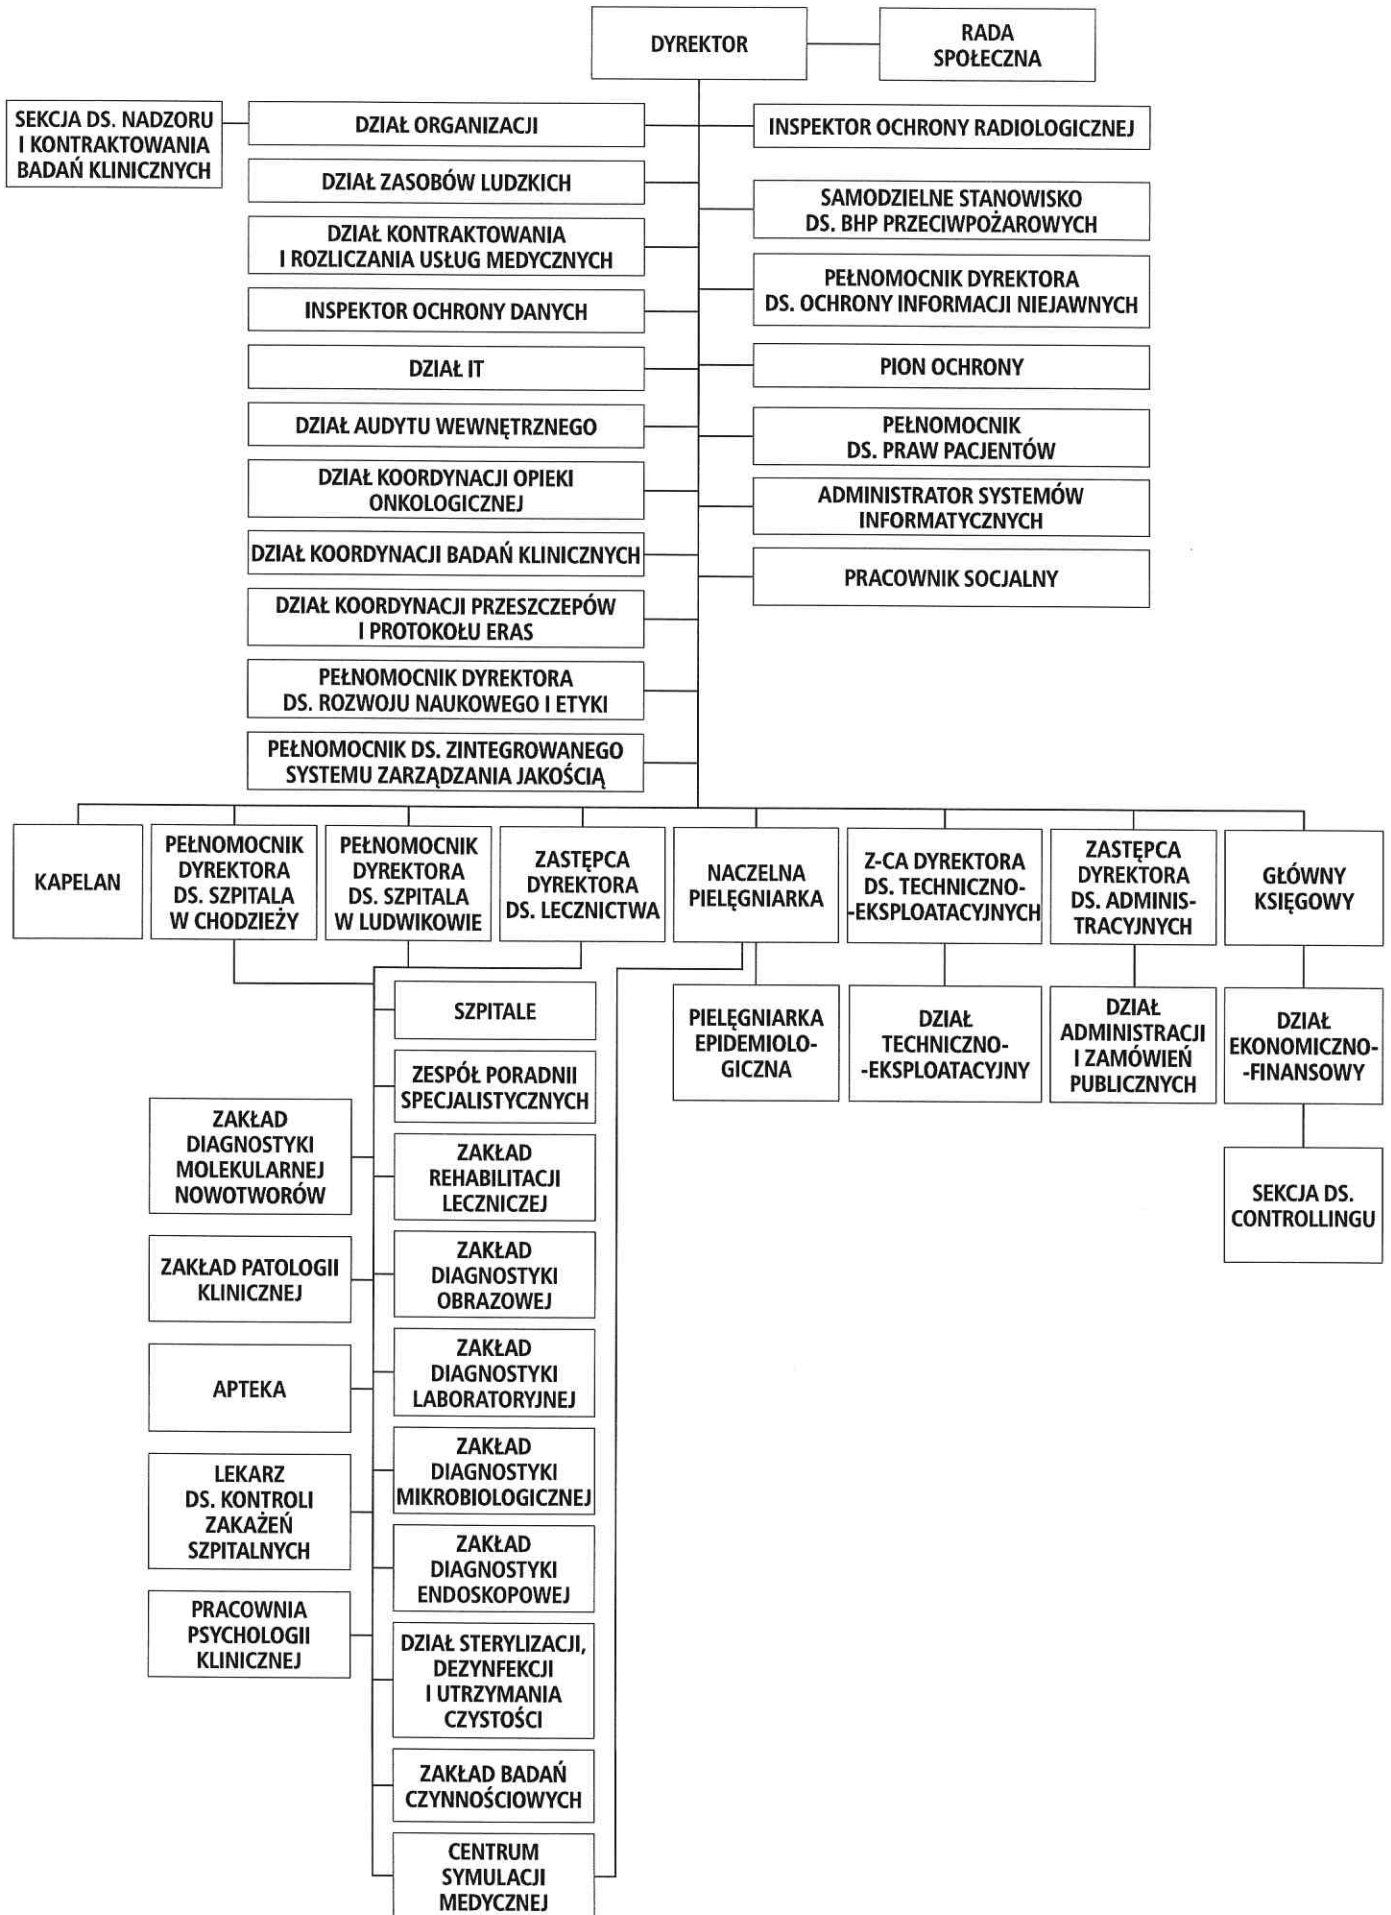 DYREKTOR
RADA
SPOŁECZNA
SEKCJA DS. NADZORU
I KONTRAKTOWANIA
BADAŃ KLINICZNYCH
DZIAŁ ORGANIZACJI
DZIAŁ ZASOBÓW LUDZKICH
DZIAŁ KONTRAKTOWANIA
I ROZLICZANIA USŁUG MEDYCZNYCH
INSPEKTOR OCHRONY DANYCH
DZIAŁ IT
DZIAŁ AUDYTU WEWNĘTRZNEGO
DZIAŁ KOORDYNACJI OPIEKI
ONKOLOGICZNEJ
DZIAŁ KOORDYNACJI BADAŃ KLINICZNYCH
DZIAŁ KOORDYNACJI PRZESZCZEPÓW
I PROTOKOŁU ERAS
PEŁNOMOCNIK DYREKTORA
DS. ROZWOJU NAUKOWEGO I ETYKI
PEŁNOMOCNIK DS. ZINTEGROWANEGO
SYSTEMU ZARZĄDZANIA JAKOŚCIĄ
INSPEKTOR OCHRONY RADIOLOGICZNEJ
SAMODZIELNE STANOWISKO
DS. BHP PRZECIWPOŻAROWYCH
PEŁNOMOCNIK DYREKTORA
DS. OCHRONY INFORMACJI NIEJAWNYCH
PION OCHRONY
PEŁNOMOCNIK
DS. PRAW PACJENTÓW
ADMINISTRATOR SYSTEMÓW
INFORMATYCZNYCH
PRACOWNIK SOCJALNY
KAPELAN
PEŁNOMOCNIK
DYREKTORA
DS. SZPITALA
W CHODZIEŻY
PEŁNOMOCNIK
DYREKTORA
DS. SZPITALA
W LUDWIKOWIE
ZASTĘPCA
DYREKTORA
DS. LECZNICTWA
NACZELNA
PIELĘGNIARKA
Z-CA DYREKTORA
DS. TECHNICZNO-
-EKSPLOATACYJNYCH
ZASTĘPCA
DYREKTORA
DS. ADMINIS-
TRACYJNYCH
GŁÓWNY
KSIĘGOWY
PIELĘGNIARKA
EPIDEMIOLO-
GICZNA
DZIAŁ
TECHNICZNO-
-EKSPLOATACYJNY
DZIAŁ
ADMINISTRACJI
I ZAMÓWIEŃ
PUBLICZNYCH
DZIAŁ
EKONOMICZNO-
-FINANSOWY
SEKCJA DS.
CONTROLLINGU
ZAKŁAD
DIAGNOSTYKI
MOLEKULARNEJ
NOWOTWORÓW
ZAKŁAD PATOLOGII
KLINICZNEJ
APTEKA
LEKARZ
DS. KONTROLI
ZAKAŻEŃ
SZPITALNYCH
PRACOWNIA
PSYCHOLOGII
KLINICZNEJ
SZPITALE
ZESPÓŁ PORADNII
SPECJALISTYCZNYCH
ZAKŁAD
REHABILITACJI
LECZNICZEJ
ZAKŁAD
DIAGNOSTYKI
OBRAZOWEJ
ZAKŁAD
DIAGNOSTYKI
LABORATORYJNEJ
ZAKŁAD
DIAGNOSTYKI
MIKROBIOLOGICZNEJ
ZAKŁAD
DIAGNOSTYKI
ENDOSKOPOWEJ
DZIAŁ STERYLIZACJI,
DEZYNFEKCJI
I UTRZYMANIA
CZYSTOŚCI
ZAKŁAD BADAŃ
CZYNNOŚCIOWYCH
CENTRUM
SYMULACJI
MEDYCZNEJ